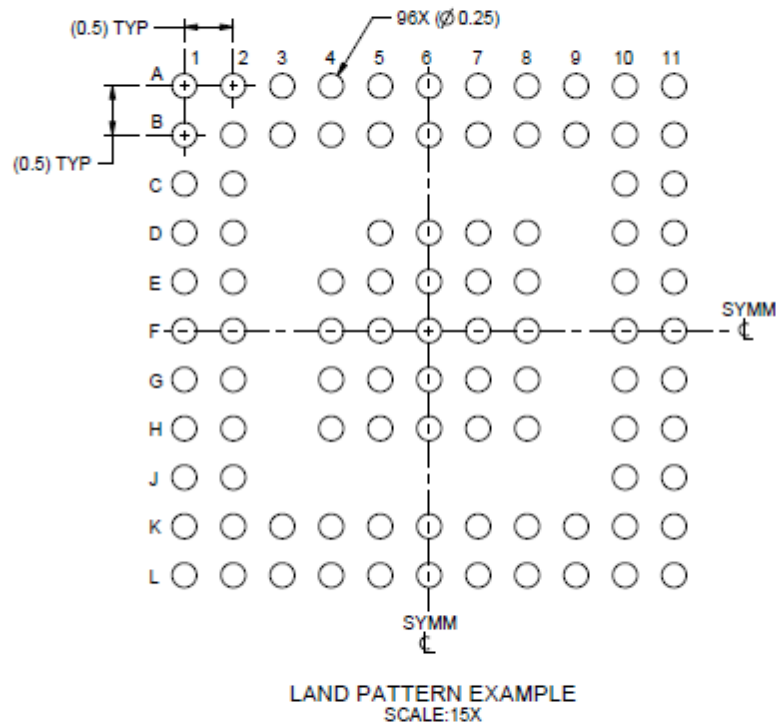 (0.5) TYP
96X (Ø 0.25)
1 2 3 4 5 6 7 8 9 10 11
A
B
(0.5) TYP
C
D
E
SYMM
℄
F
G
H
J
K
L
SYMM
℄
LAND PATTERN EXAMPLE
SCALE:15X